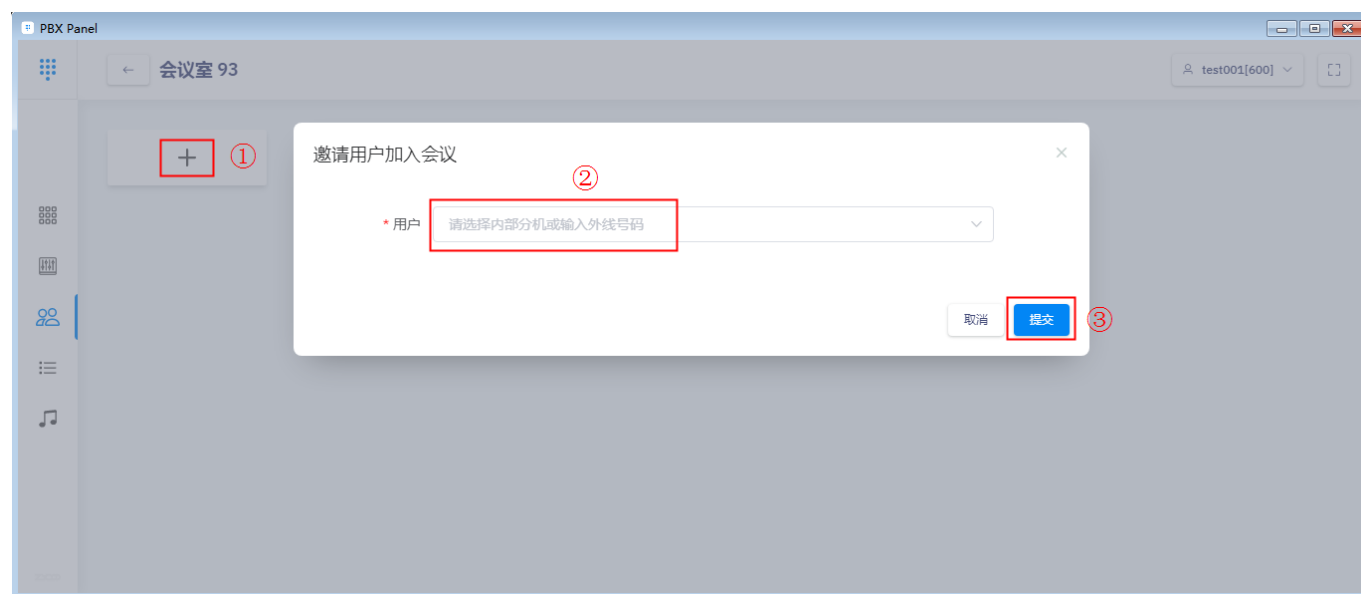 PBX Panel
← 会议室 93
test001[600]
+ ①
邀请用户加入会议
②
* 用户 请选择内部分机或输入外线号码
取消 提交 ③